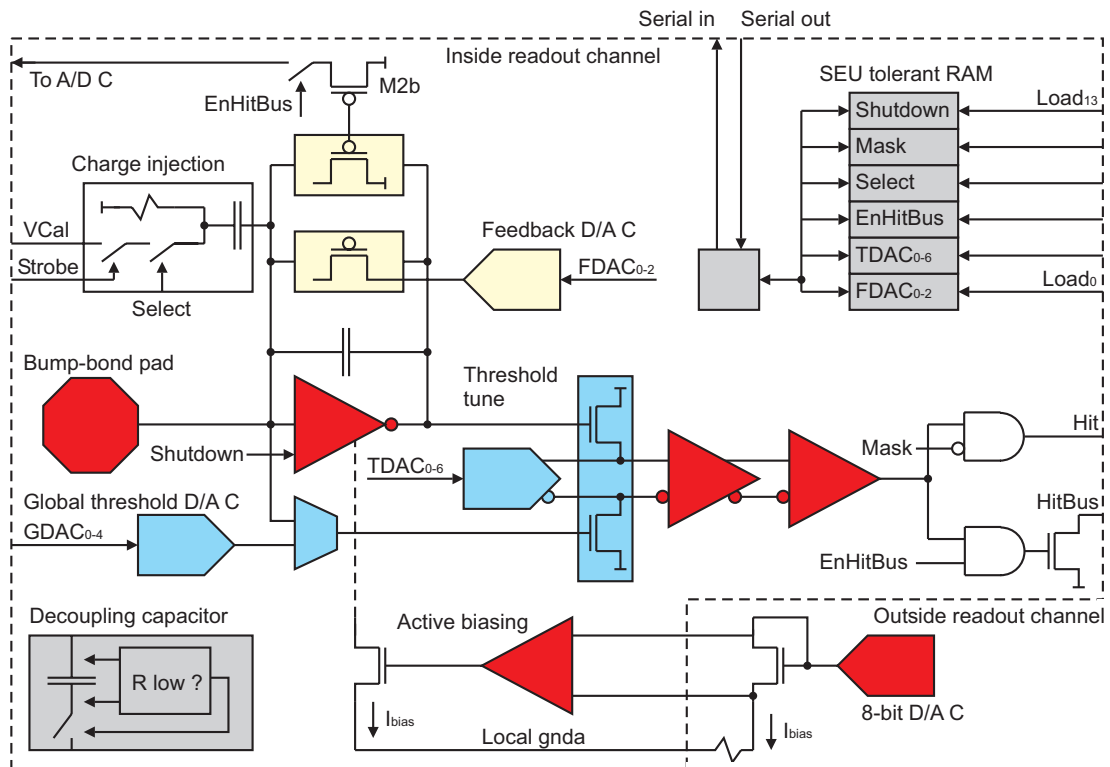 Serial in
Serial out
Inside readout channel
To A/D C
M2b
EnHitBus
SEU tolerant RAM
Shutdown
Load13
Mask
Charge injection
Select
VCal
EnHitBus
Feedback D/A C
TDAC0-6
Strobe
FDAC0-2
FDAC0-2
Load0
Select
Bump-bond pad
Threshold
tune
Hit
Mask
Shutdown
TDAC0-6
Global threshold D/A C
HitBus
GDAC0-4
EnHitBus
Decoupling capacitor
Active biasing
Outside readout channel
R low ?
8-bit D/A C
Ibias
Ibias
Local gnda